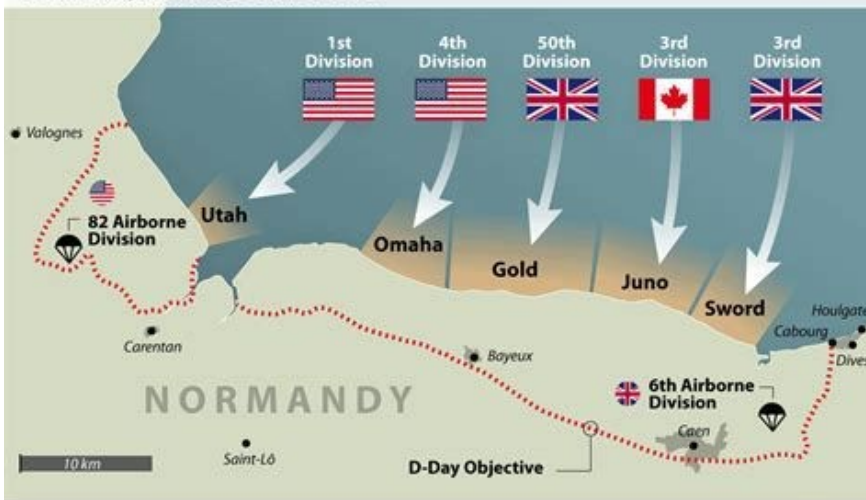 1st
Division
4th
Division
50th
Division
3rd
Division
3rd
Division
Valognes
82 Airborne
Division
Utah
Omaha
Gold
Juno
Sword
Houlgate
Cabourg
Dives
Carentan
Bayeux
NORMANDY
6th Airborne
Division
Caen
Saint-Lô
D-Day Objective
10 km